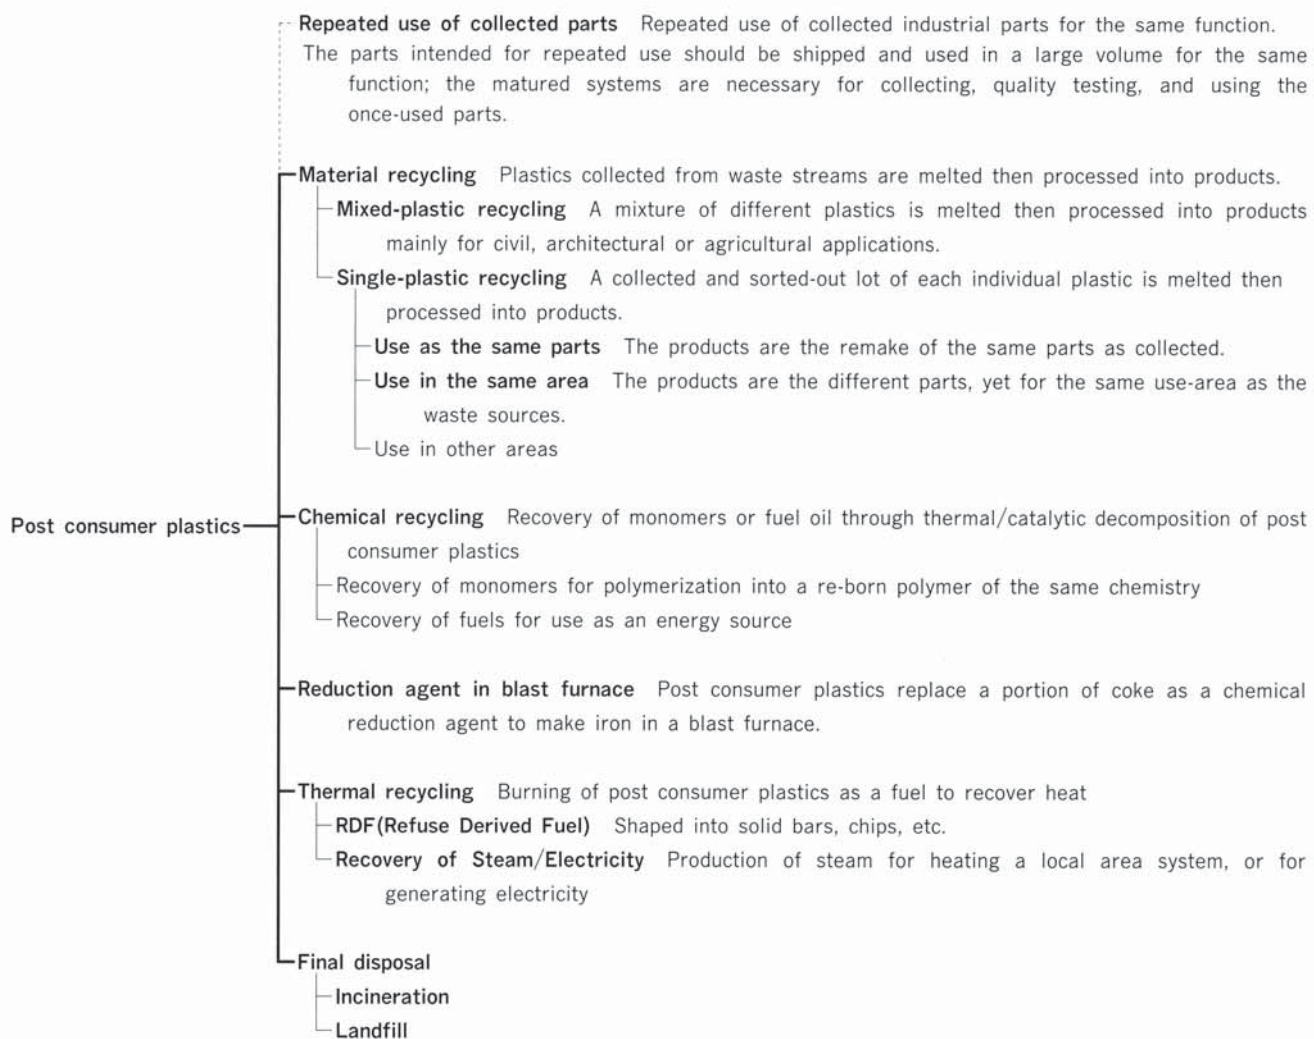 Repeated use of collected parts Repeated use of collected industrial parts for the same function.
The parts intended for repeated use should be shipped and used in a large volume for the same
function; the matured systems are necessary for collecting, quality testing, and using the
once-used parts.
Material recycling Plastics collected from waste streams are melted then processed into products.
Mixed-plastic recycling A mixture of different plastics is melted then processed into products
mainly for civil, architectural or agricultural applications.
Single-plastic recycling A collected and sorted-out lot of each individual plastic is melted then
processed into products.
Use as the same parts The products are the remake of the same parts as collected.
Use in the same area The products are the different parts, yet for the same use-area as the
waste sources.
Use in other areas
Post consumer plastics
Chemical recycling Recovery of monomers or fuel oil through thermal/catalytic decomposition of post
consumer plastics
Recovery of monomers for polymerization into a re-born polymer of the same chemistry
Recovery of fuels for use as an energy source
Reduction agent in blast furnace Post consumer plastics replace a portion of coke as a chemical
reduction agent to make iron in a blast furnace.
Thermal recycling Burning of post consumer plastics as a fuel to recover heat
RDF(Refuse Derived Fuel) Shaped into solid bars, chips, etc.
Recovery of Steam/Electricity Production of steam for heating a local area system, or for
generating electricity
Final disposal
Incineration
Landfill